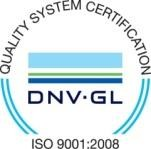 QUALITY SYSTEM CERTIFICATION
DNV·GL
ISO 9001:2008